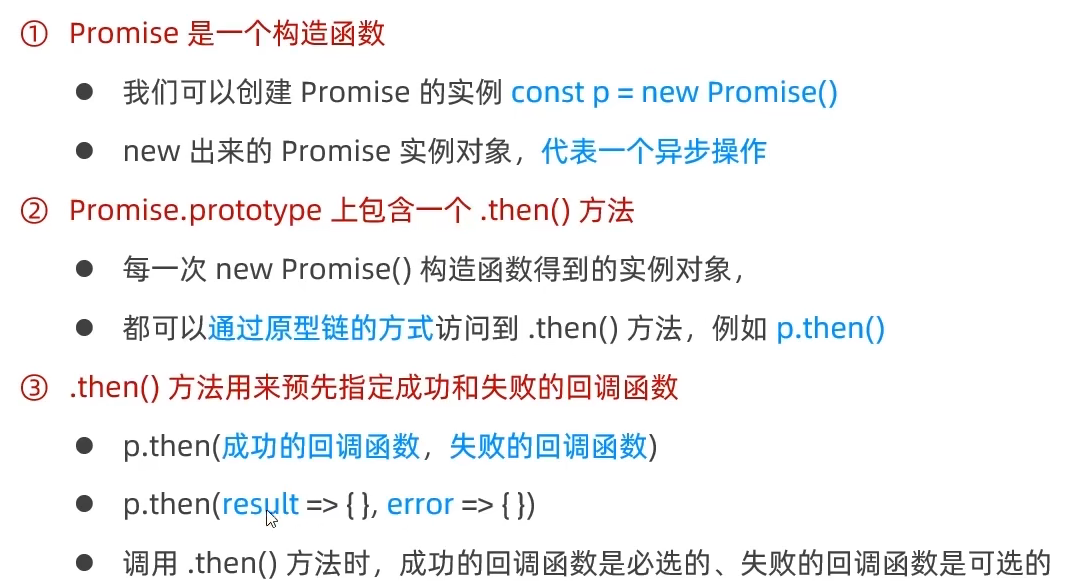 ① Promise 是一个构造函数
● 我们可以创建 Promise 的实例 const p = new Promise()
● new 出来的 Promise 实例对象，代表一个异步操作
② Promise.prototype 上包含一个 .then() 方法
● 每一次 new Promise() 构造函数得到的实例对象，
● 都可以通过原型链的方式访问到 .then() 方法，例如 p.then()
③ .then() 方法用来预先指定成功和失败的回调函数
● p.then(成功的回调函数，失败的回调函数)
● p.then(result => { }, error => { })
● 调用 .then() 方法时，成功的回调函数是必选的、失败的回调函数是可选的